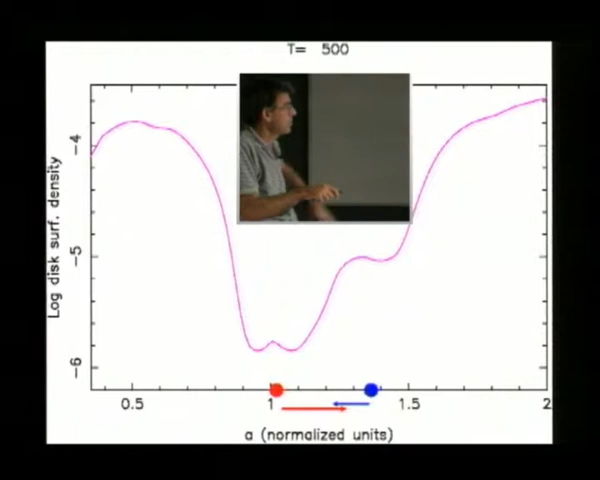 T= 500
Log disk surf. density
-4
-5
-6
0.5 1 1.5 2
a (normalized units)